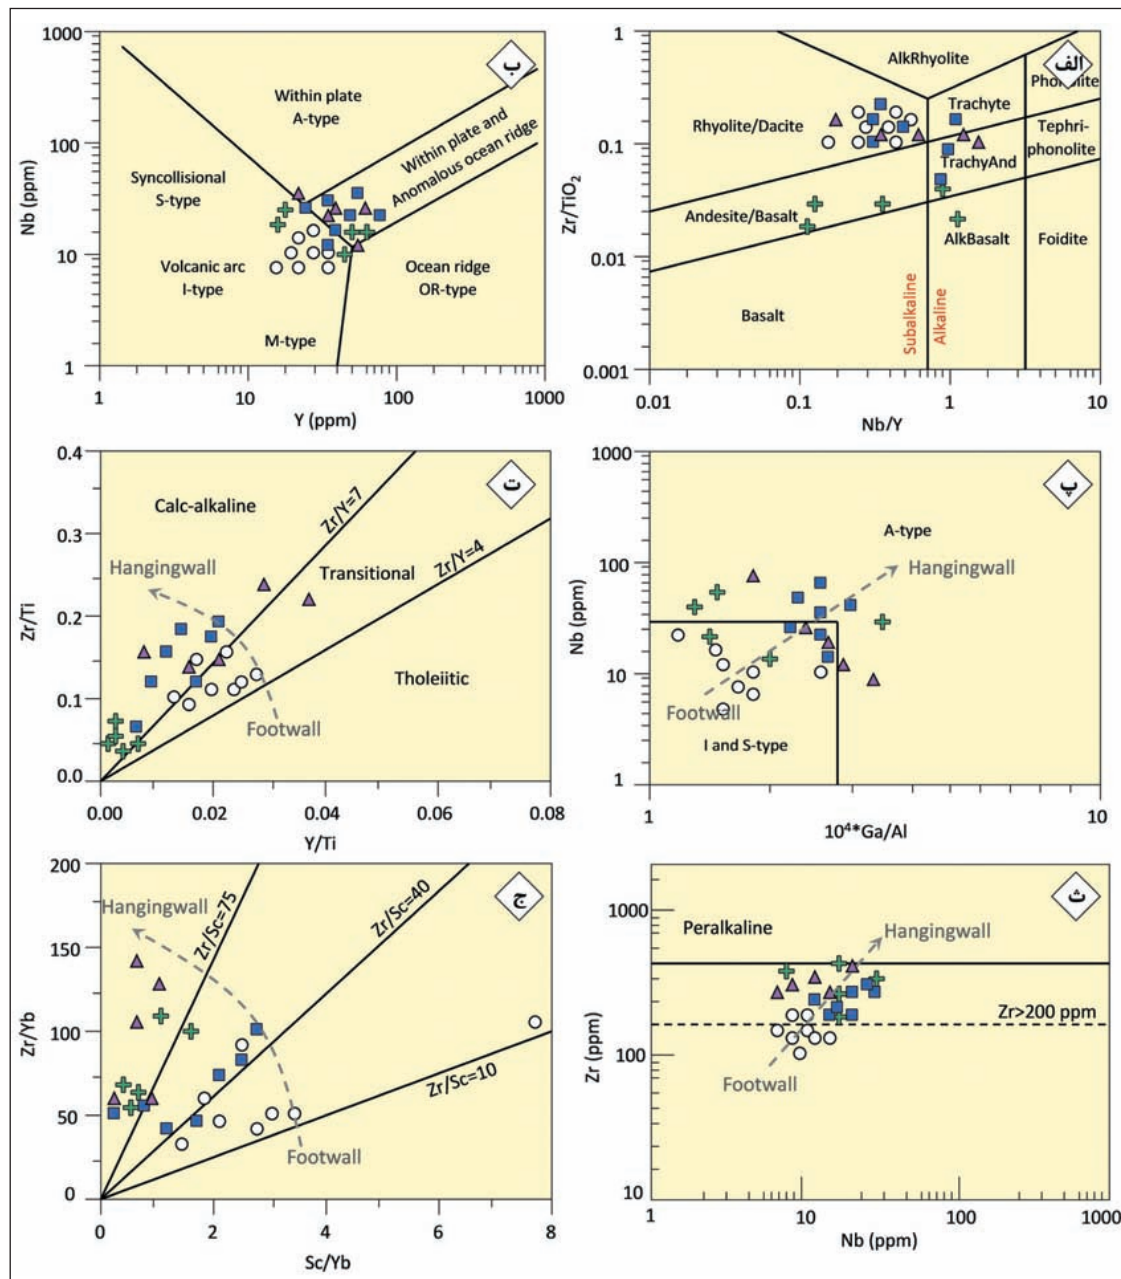 الف
AlkRhyolite
Phonolite
Trachyte
Rhyolite/Dacite
Tephri-
phonolite
TrachyAnd
Andesite/Basalt
AlkBasalt
Foidite
Basalt
Subalkaline
Alkaline
Zr/TiO2
1
0.1
0.01
0.001
0.01
0.1
1
10
Nb/Y
ب
Within plate
A-type
Within plate and
Anomalous ocean ridge
Syncollisional
S-type
Volcanic arc
I-type
Ocean ridge
OR-type
M-type
Nb (ppm)
1000
100
10
1
1
10
100
1000
Y (ppm)
پ
A-type
Hangingwall
Footwall
I and S-type
Nb (ppm)
1000
100
10
1
1
10
10⁴*Ga/Al
ت
Calc-alkaline
Zr/Y=7
Zr/Y=4
Hangingwall
Transitional
Tholeiitic
Footwall
Zr/Ti
0.4
0.3
0.2
0.1
0.0
0.00
0.02
0.04
0.06
0.08
Y/Ti
ث
Peralkaline
Hangingwall
Zr>200 ppm
Footwall
Zr (ppm)
1000
100
10
1
10
100
1000
Nb (ppm)
ج
Hangingwall
Zr/Sc=75
Zr/Sc=40
Zr/Sc=10
Footwall
Zr/Yb
200
150
100
50
0
0
2
4
6
8
Sc/Yb